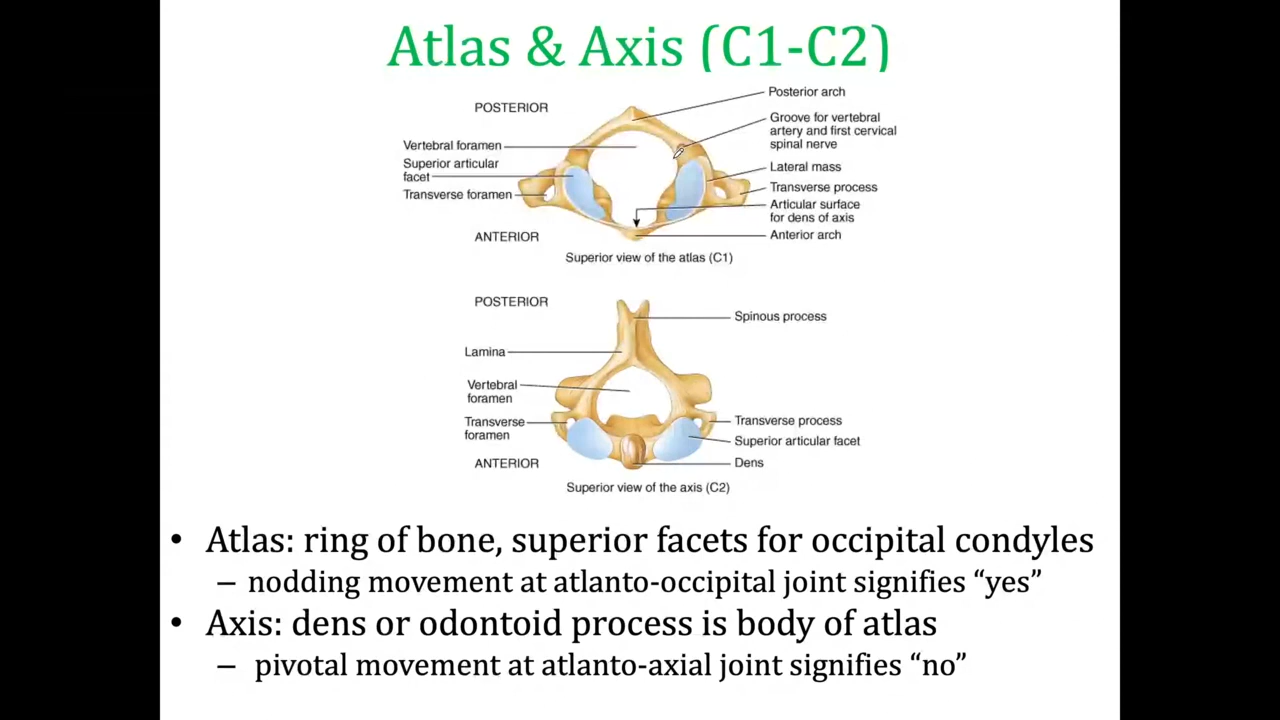 Atlas & Axis (C1-C2)
POSTERIOR
Posterior arch
Groove for vertebral
artery and first cervical
spinal nerve
Vertebral foramen
Superior articular
facet
Transverse foramen
Lateral mass
Transverse process
Articular surface
for dens of axis
ANTERIOR
Anterior arch
Superior view of the atlas (C1)
POSTERIOR
Spinous process
Lamina
Vertebral
foramen
Transverse
foramen
Transverse process
Superior articular facet
ANTERIOR
Dens
Superior view of the axis (C2)
• Atlas: ring of bone, superior facets for occipital condyles
– nodding movement at atlanto-occipital joint signifies “yes”
• Axis: dens or odontoid process is body of atlas
– pivotal movement at atlanto-axial joint signifies “no”